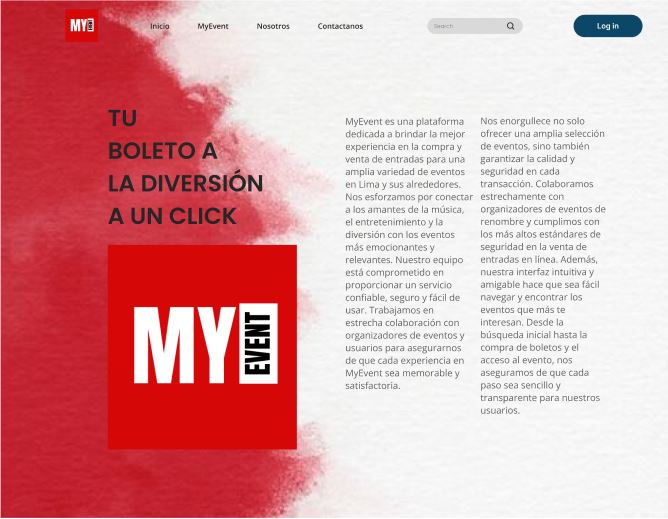 MY EVENT
Inicio
MyEvent
Nosotros
Contactanos
Search
Log in
TU
BOLETO A
LA DIVERSIÓN
A UN CLICK
MY EVENT
MyEvent es una plataforma
dedicada a brindar la mejor
experiencia en la compra y
venta de entradas para una
amplia variedad de eventos
en Lima y sus alrededores.
Nos esforzamos por conectar
a los amantes de la música,
el entretenimiento y la
diversión con los eventos
más emocionantes y
relevantes. Nuestro equipo
está comprometido en
proporcionar un servicio
confiable, seguro y fácil de
usar. Trabajamos en
estrecha colaboración con
organizadores de eventos y
usuarios para asegurarnos
de que cada experiencia en
MyEvent sea memorable y
satisfactoria.
Nos enorgullece no solo
ofrecer una amplia selección
de eventos, sino también
garantizar la calidad y
seguridad en cada
transacción. Colaboramos
estrechamente con
organizadores de eventos de
renombre y cumplimos con
los más altos estándares de
seguridad en la venta de
entradas en línea. Además,
nuestra interfaz intuitiva y
amigable hace que sea fácil
navegar y encontrar los
eventos que más te
interesan. Desde la
búsqueda inicial hasta la
compra de boletos y el
acceso al evento, nos
aseguramos de que cada
paso sea sencillo y
transparente para nuestros
usuarios.